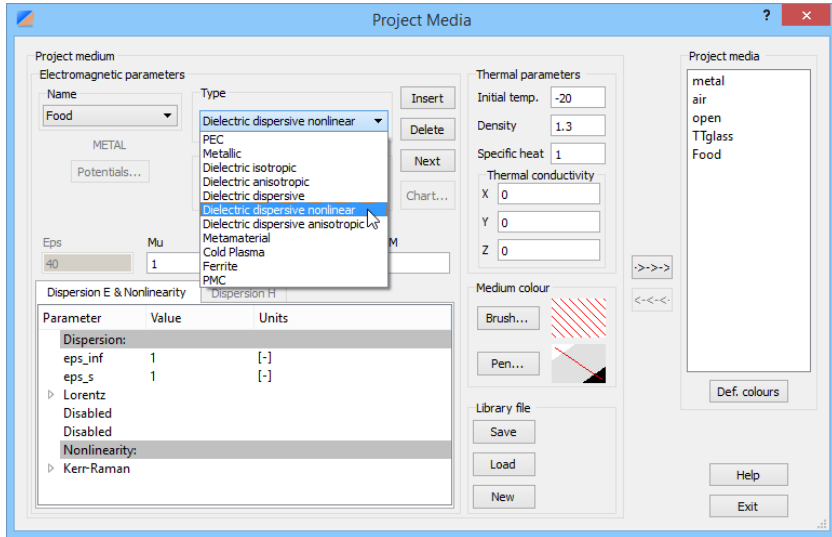 Project Media
?
×
Project medium
Electromagnetic parameters
Name
Food
METAL
Potentials...
Type
Dielectric dispersive nonlinear
PEC
Metallic
Dielectric isotropic
Dielectric anisotropic
Dielectric dispersive
Dielectric dispersive nonlinear
Dielectric dispersive anisotropic
Metamaterial
Cold Plasma
Ferrite
PMC
Insert
Delete
Next
Chart...
Eps
Mu
M
40
1
Dispersion E & Nonlinearity
Dispersion H
Parameter Value Units
Dispersion:
eps_inf 1 [-]
eps_s 1 [-]
Lorentz
Disabled
Disabled
Nonlinearity:
Kerr-Raman
Thermal parameters
Initial temp. -20
Density 1.3
Specific heat 1
Thermal conductivity
X 0
Y 0
Z 0
Medium colour
Brush...
Pen...
Library file
Save
Load
New
->->->
<-<-<-
Project media
metal
air
open
TTglass
Food
Def. colours
Help
Exit